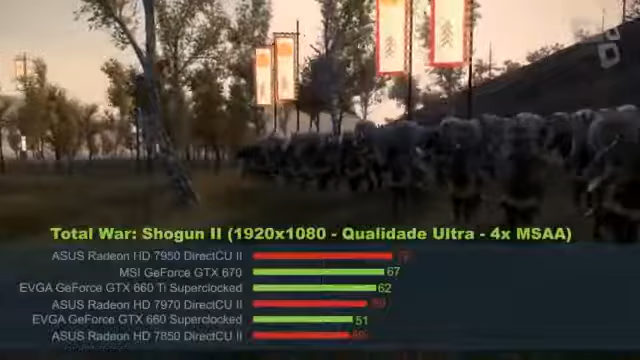 Total War: Shogun II (1920x1080 - Qualidade Ultra - 4x MSAA)
ASUS Radeon HD 7950 DirectCU II
MSI GeForce GTX 670 67
EVGA GeForce GTX 660 Ti Superclocked 62
ASUS Radeon HD 7970 DirectCU II
EVGA GeForce GTX 660 Superclocked 51
ASUS Radeon HD 7850 DirectCU II